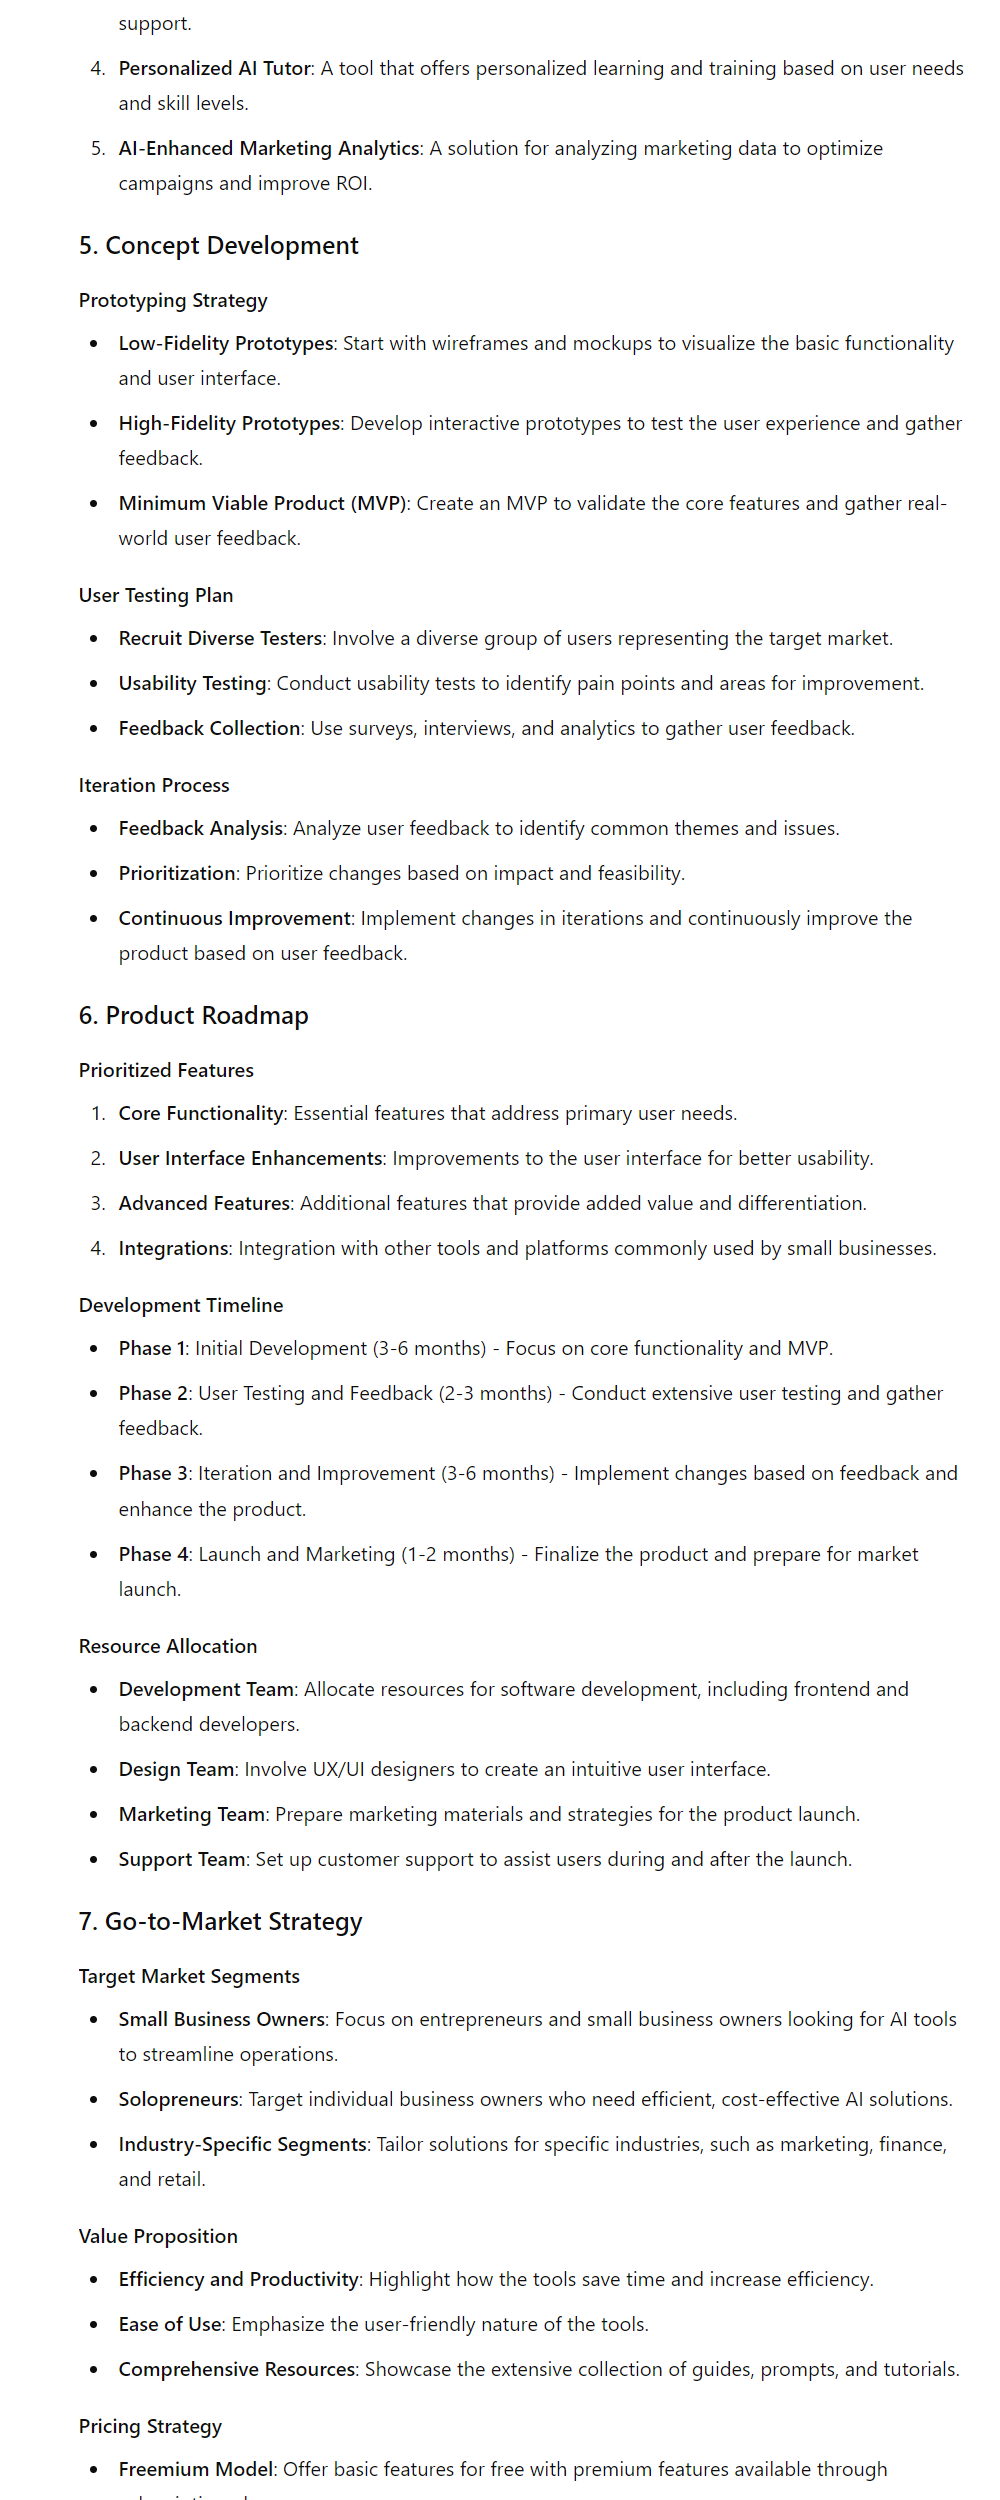 support.
4. Personalized AI Tutor: A tool that offers personalized learning and training based on user needs
and skill levels.
5. AI-Enhanced Marketing Analytics: A solution for analyzing marketing data to optimize
campaigns and improve ROI.
5. Concept Development
Prototyping Strategy
• Low-Fidelity Prototypes: Start with wireframes and mockups to visualize the basic functionality
and user interface.
• High-Fidelity Prototypes: Develop interactive prototypes to test the user experience and gather
feedback.
• Minimum Viable Product (MVP): Create an MVP to validate the core features and gather real-
world user feedback.
User Testing Plan
• Recruit Diverse Testers: Involve a diverse group of users representing the target market.
• Usability Testing: Conduct usability tests to identify pain points and areas for improvement.
• Feedback Collection: Use surveys, interviews, and analytics to gather user feedback.
Iteration Process
• Feedback Analysis: Analyze user feedback to identify common themes and issues.
• Prioritization: Prioritize changes based on impact and feasibility.
• Continuous Improvement: Implement changes in iterations and continuously improve the
product based on user feedback.
6. Product Roadmap
Prioritized Features
1. Core Functionality: Essential features that address primary user needs.
2. User Interface Enhancements: Improvements to the user interface for better usability.
3. Advanced Features: Additional features that provide added value and differentiation.
4. Integrations: Integration with other tools and platforms commonly used by small businesses.
Development Timeline
• Phase 1: Initial Development (3-6 months) - Focus on core functionality and MVP.
• Phase 2: User Testing and Feedback (2-3 months) - Conduct extensive user testing and gather
feedback.
• Phase 3: Iteration and Improvement (3-6 months) - Implement changes based on feedback and
enhance the product.
• Phase 4: Launch and Marketing (1-2 months) - Finalize the product and prepare for market
launch.
Resource Allocation
• Development Team: Allocate resources for software development, including frontend and
backend developers.
• Design Team: Involve UX/UI designers to create an intuitive user interface.
• Marketing Team: Prepare marketing materials and strategies for the product launch.
• Support Team: Set up customer support to assist users during and after the launch.
7. Go-to-Market Strategy
Target Market Segments
• Small Business Owners: Focus on entrepreneurs and small business owners looking for AI tools
to streamline operations.
• Solopreneurs: Target individual business owners who need efficient, cost-effective AI solutions.
• Industry-Specific Segments: Tailor solutions for specific industries, such as marketing, finance,
and retail.
Value Proposition
• Efficiency and Productivity: Highlight how the tools save time and increase efficiency.
• Ease of Use: Emphasize the user-friendly nature of the tools.
• Comprehensive Resources: Showcase the extensive collection of guides, prompts, and tutorials.
Pricing Strategy
• Freemium Model: Offer basic features for free with premium features available through